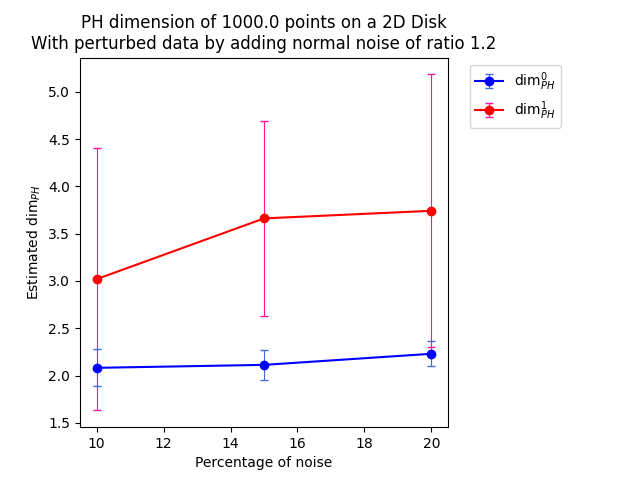 PH dimension of 1000.0 points on a 2D Disk
With perturbed data by adding normal noise of ratio 1.2
dim⁰PH
dim¹PH
Estimated dimPH
5.0
4.5
4.0
3.5
3.0
2.5
2.0
1.5
10 12 14 16 18 20
Percentage of noise